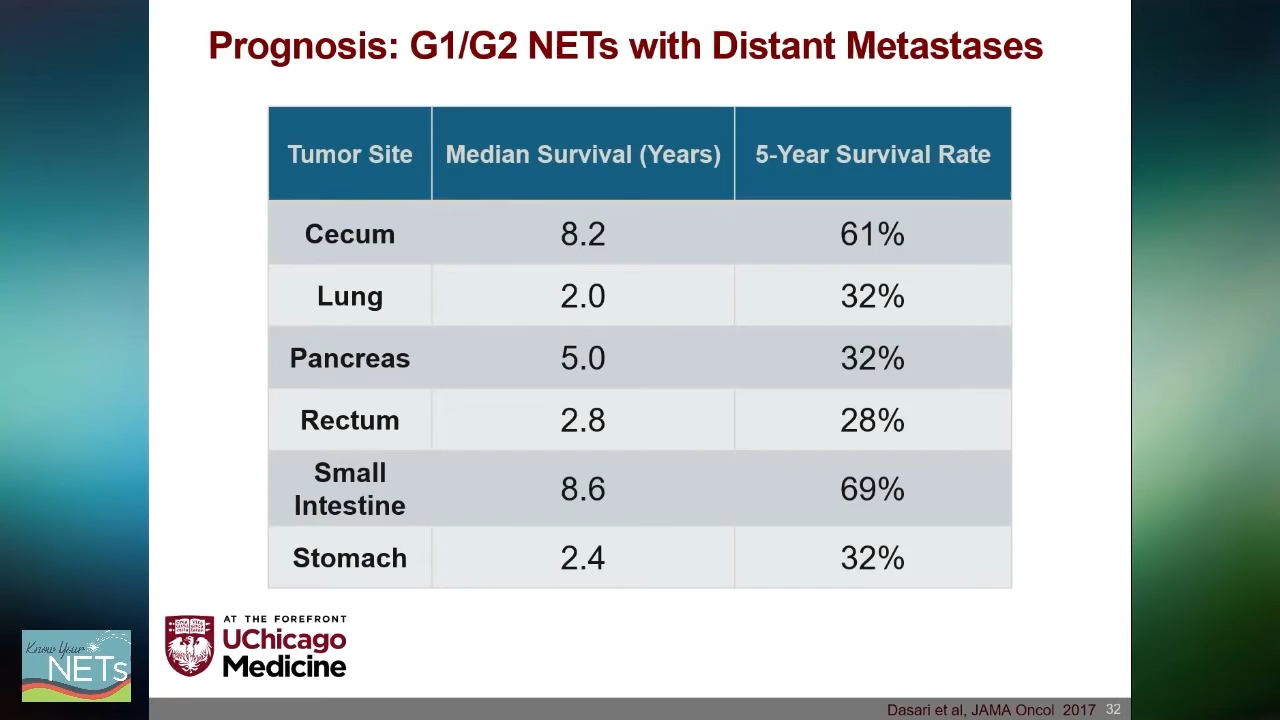 Prognosis: G1/G2 NETs with Distant Metastases
Tumor Site Median Survival (Years) 5-Year Survival Rate
Cecum 8.2 61%
Lung 2.0 32%
Pancreas 5.0 32%
Rectum 2.8 28%
Small
Intestine 8.6 69%
Stomach 2.4 32%
AT THE FOREFRONT
UChicago
Medicine
Know Your
NETs
Dasari et al, JAMA Oncol 2017 32